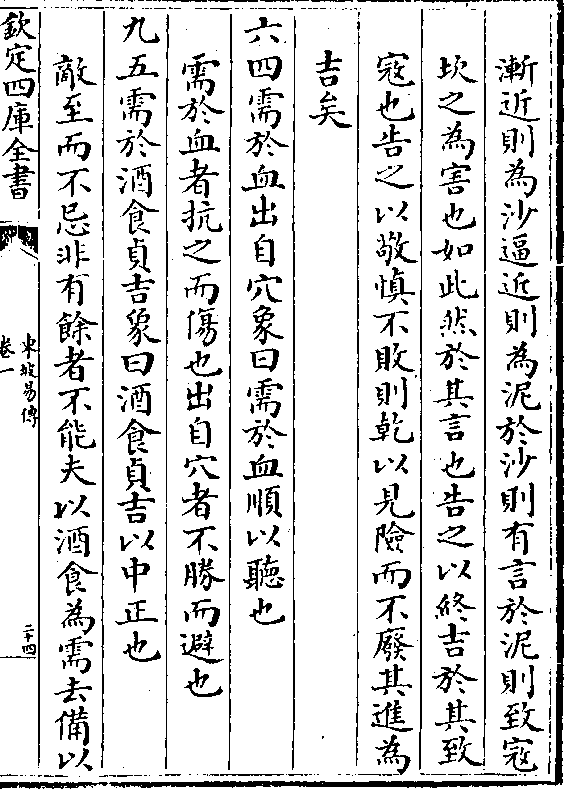 漸近則為沙逼近則為泥於沙則有言於泥則致寇
坎之為害也如此然於其言也告之以終吉於其致
寇也告之以敬慎不敗則乾以見險而不廢其進為
吉矣
六四需於血出自穴象曰需於血順以聽也
需於血者抗之而傷也出自穴者不勝而避也
九五需於酒食貞吉象曰酒食貞吉以中正也
敵至而不忌非有餘者不能夫以酒食為需去備以
欽定四庫全書
東坡易傳
卷一
二十四